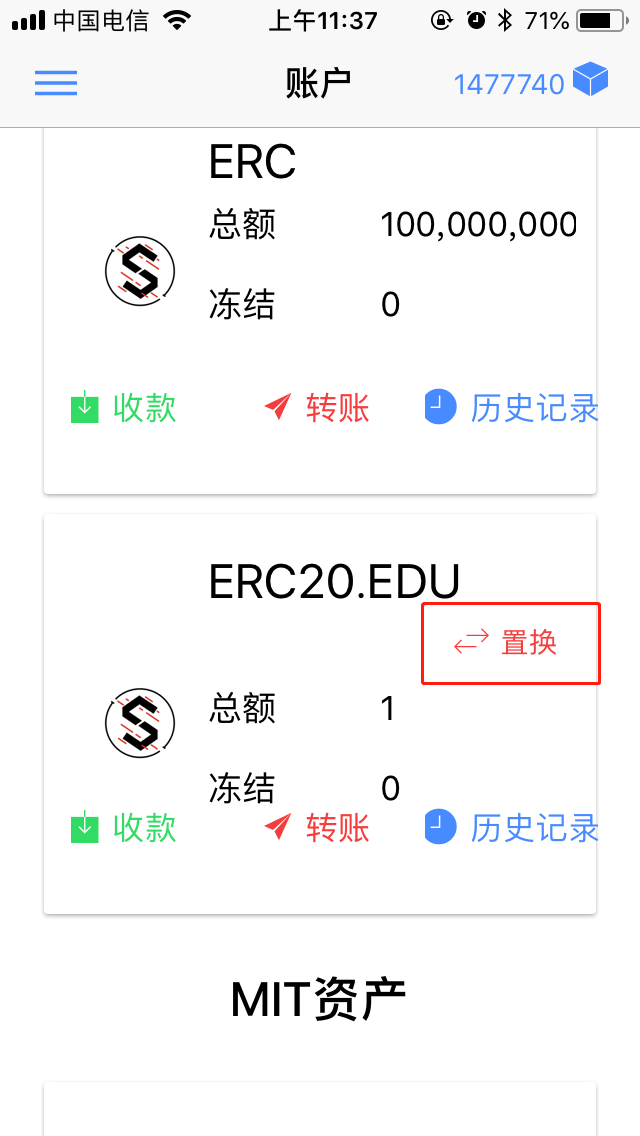 中国电信 上午11:37 71%
账户 1477740
ERC
总额 100,000,000
冻结 0
收款 转账 历史记录
ERC20.EDU
置换
总额 1
冻结 0
收款 转账 历史记录
MIT资产